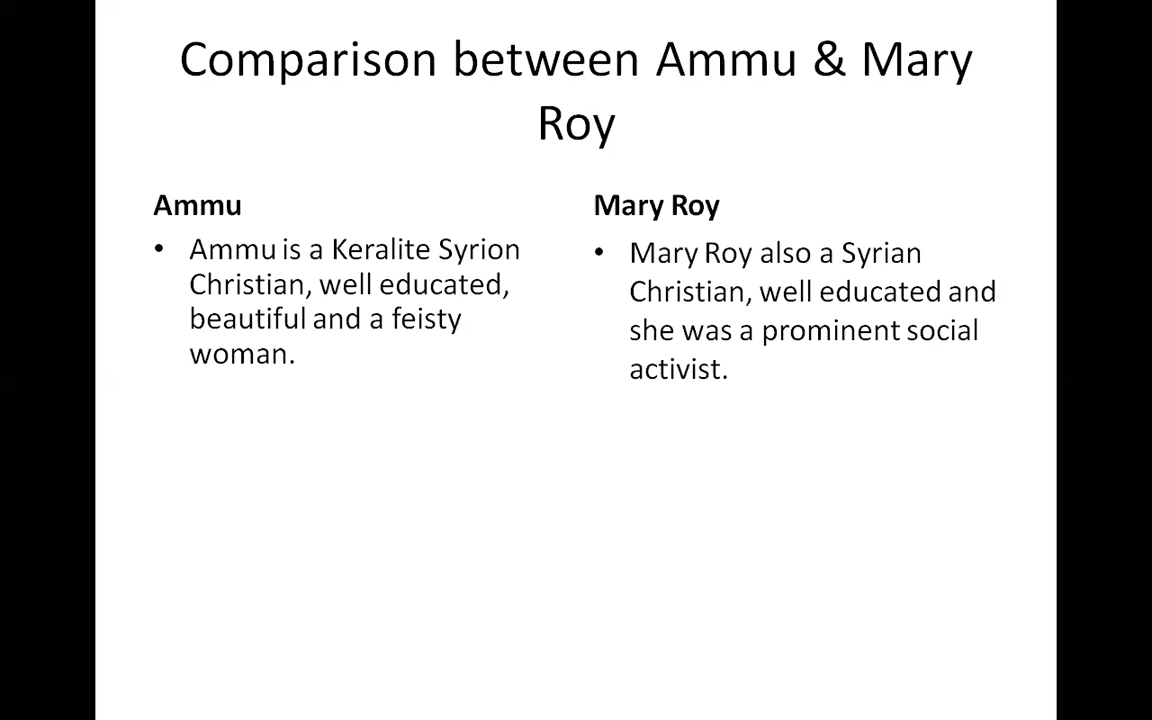 Comparison between Ammu & Mary
Roy
Ammu
• Ammu is a Keralite Syrion
Christian, well educated,
beautiful and a feisty
woman.
Mary Roy
• Mary Roy also a Syrian
Christian, well educated and
she was a prominent social
activist.